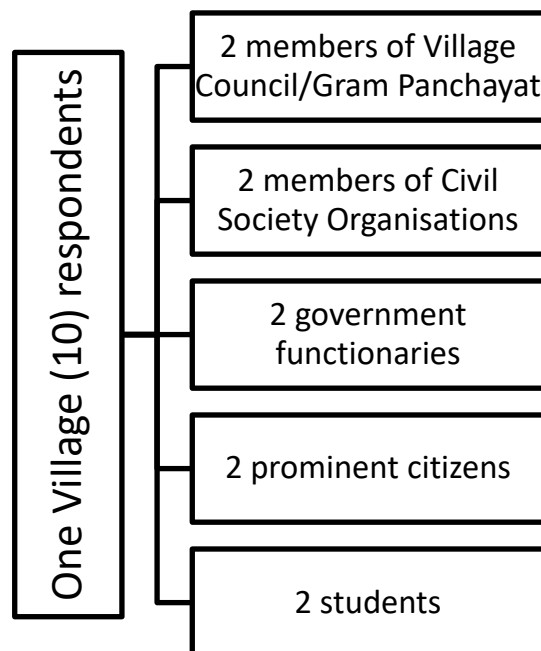 One Village (10) respondents
2 members of Village
Council/Gram Panchayat
2 members of Civil
Society Organisations
2 government
functionaries
2 prominent citizens
2 students